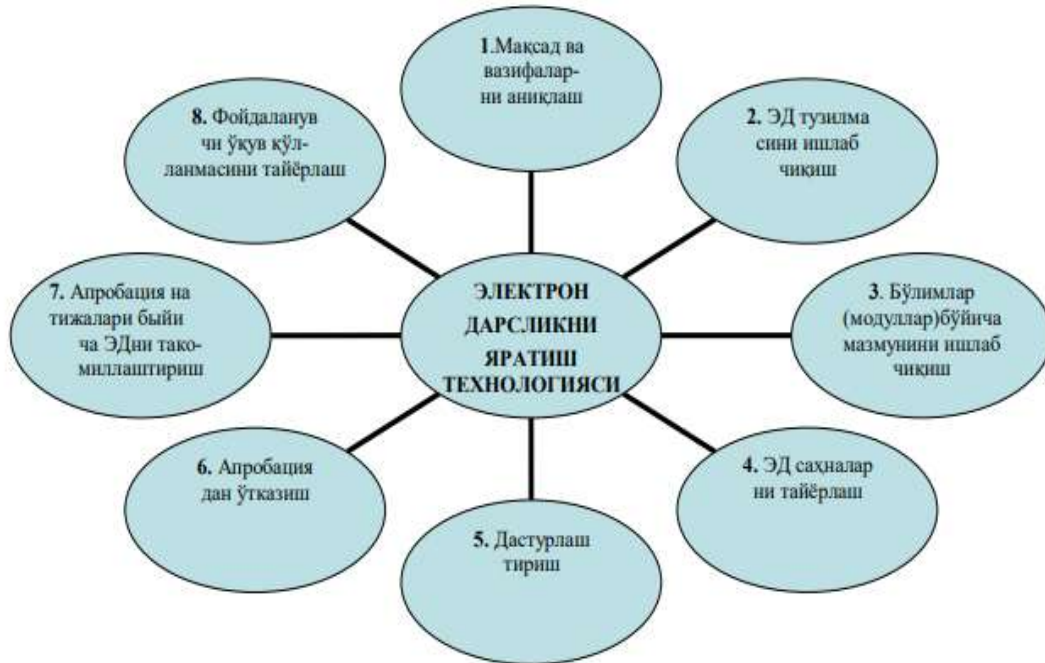 1.Мақсад ва
вазифалар-
ни аниқлаш
2. ЭД тузилма
сини ишлаб
чиқиш
3. Бўлимлар
(модуллар)бўйича
мазмунини ишлаб
чиқиш
4. ЭД саҳналар
ни тайёрлаш
5. Дастурлаш
тириш
6. Апробация
дан ўтказиш
7. Апробация на
тижалари быйи
ча ЭДни тако-
миллаштириш
8. Фойдаланув
чи ўқув қўл-
ланмасини тайёрлаш
ЭЛЕКТРОН
ДАРСЛИКНИ
ЯРАТИШ
ТЕХНОЛОГИЯСИ